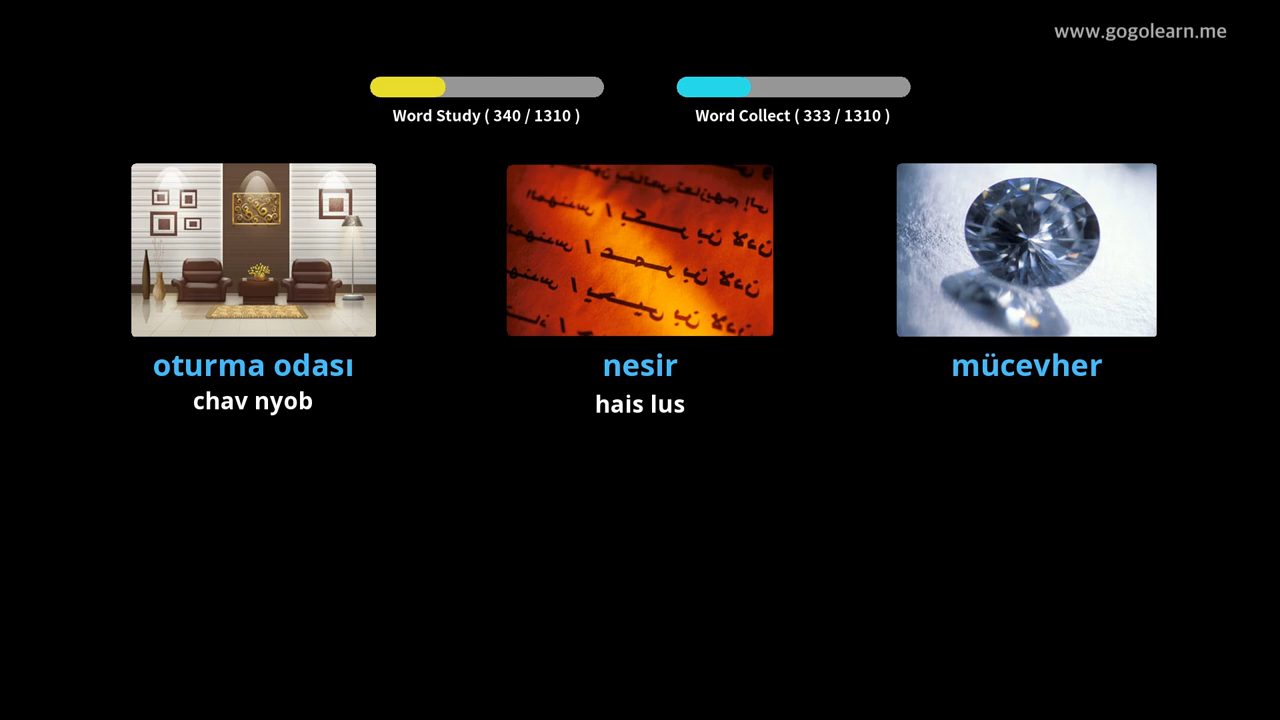 www.gogolearn.me
Word Study ( 340 / 1310 )
Word Collect ( 333 / 1310 )
oturma odası
chav nyob
nesir
hais lus
mücevher